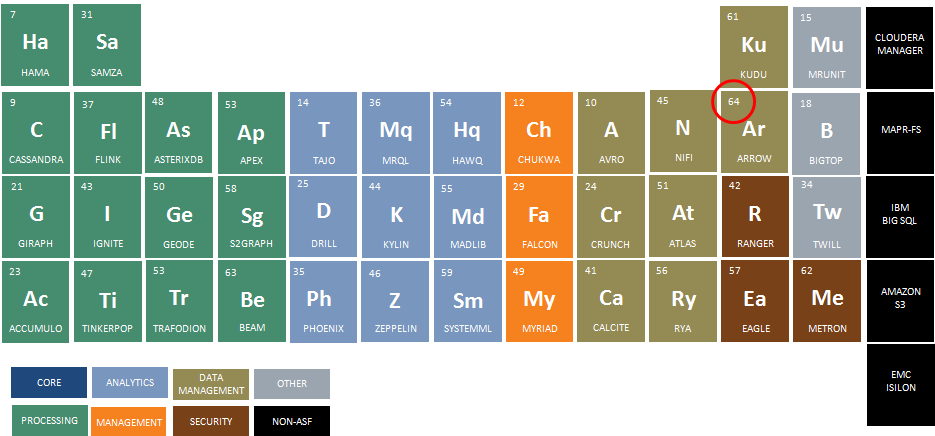 7
Ha
HAMA
31
Sa
SAMZA
61
Ku
KUDU
15
Mu
MRUNIT
CLOUDERA
MANAGER
9
C
CASSANDRA
37
Fl
FLINK
48
As
ASTERIXDB
53
Ap
APEX
14
T
TAJO
36
Mq
MRQL
54
Hq
HAWQ
12
Ch
CHUKWA
10
A
AVRO
45
N
NIFI
64
Ar
ARROW
18
B
BIGTOP
MAPR-FS
21
G
GIRAPH
43
I
IGNITE
50
Ge
GEODE
58
Sg
S2GRAPH
25
D
DRILL
44
K
KYLIN
55
Md
MADLIB
29
Fa
FALCON
24
Cr
CRUNCH
51
At
ATLAS
42
R
RANGER
34
Tw
TWILL
IBM
BIG SQL
23
Ac
ACCUMULO
47
Ti
TINKERPOP
53
Tr
TRAFODION
63
Be
BEAM
35
Ph
PHOENIX
46
Z
ZEPPELIN
59
Sm
SYSTEMML
49
My
MYRIAD
41
Ca
CALCITE
56
Ry
RYA
57
Ea
EAGLE
62
Me
METRON
AMAZON
S3
EMC
ISILON
CORE
ANALYTICS
DATA
MANAGEMENT
OTHER
PROCESSING
MANAGEMENT
SECURITY
NON-ASF